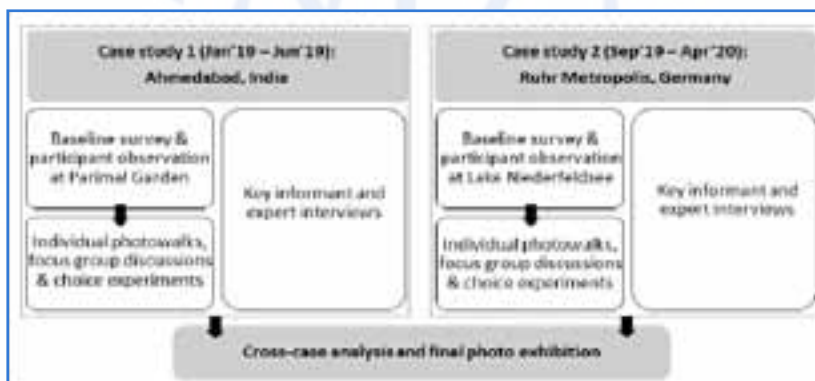 Case study 1 (Jan'19 – Jun'19):
Ahmedabad, India
Baseline survey &
participant observation
at Parimal Garden
Key informant and
expert interviews
Individual photowalks,
focus group discussions
& choice experiments
Case study 2 (Sep'19 – Apr'20):
Ruhr Metropolis, Germany
Baseline survey &
participant observation
at Lake Niederfeldsee
Key informant and
expert interviews
Individual photowalks,
focus group discussions
& choice experiments
Cross-case analysis and final photo exhibition